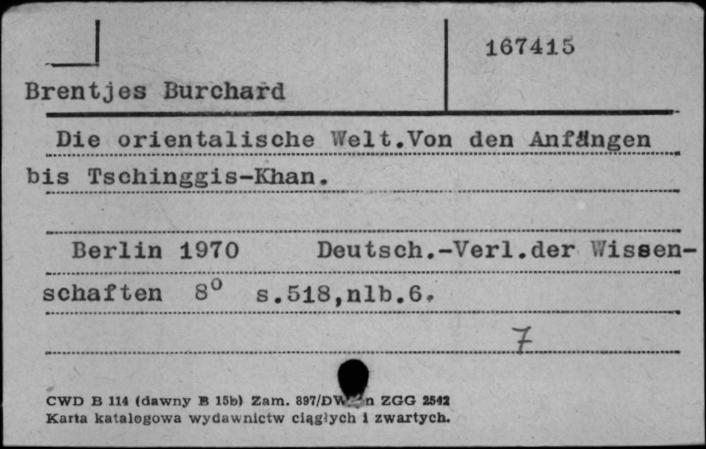 167415
Brentjes Burchard
Die orientalische Welt.Von den Anfängen
bis Tschinggis-Khan.
Berlin 1970 Deutsch.-Verl.der Wissen-
schaften 8° s.518,nlb.6.
7
CWD B 114 (dawny B 15b) Zam. 897/DW n ZGG 2542
Karta katalogowa wydawnictw ciągłych i zwartych.